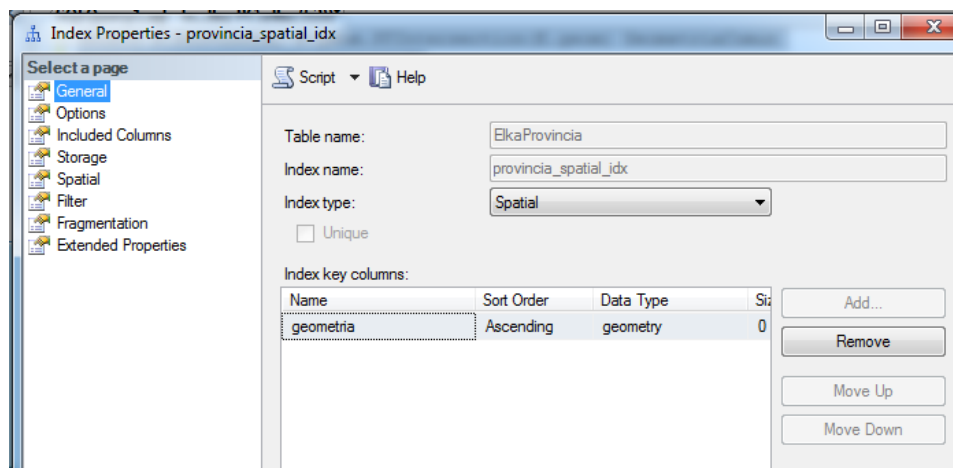 Index Properties - provincia_spatial_idx
Select a page
General
Options
Included Columns
Storage
Spatial
Filter
Fragmentation
Extended Properties
Script Help
Table name: ElkaProvincia
Index name: provincia_spatial_idx
Index type: Spatial
Unique
Index key columns:
Name Sort Order Data Type Siz
geometria Ascending geometry 0
Add...
Remove
Move Up
Move Down